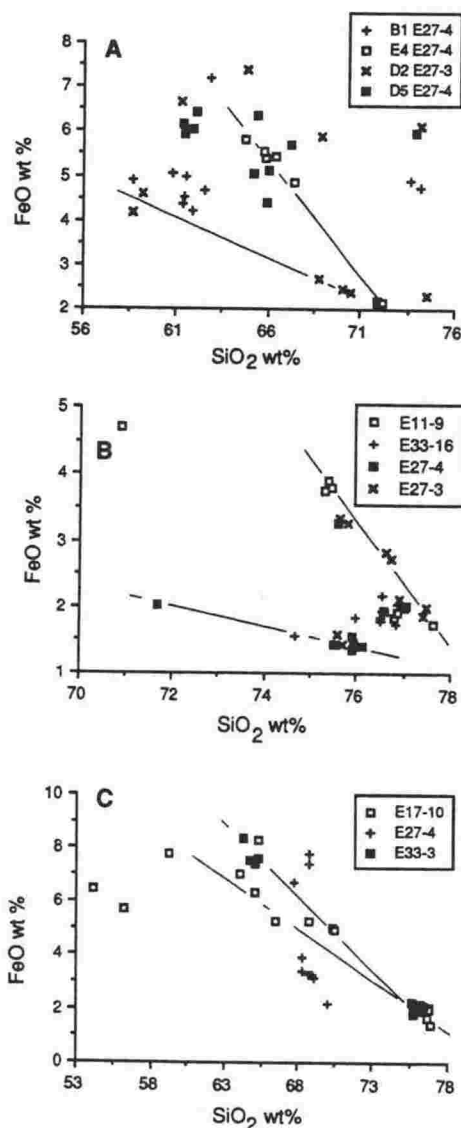 A
B1 E27-4
E4 E27-4
D2 E27-3
D5 E27-4
8
7
6
5
4
3
2
FeO wt %
56 61 66 71 76
SiO2 wt%
B
E11-9
E33-16
E27-4
E27-3
5
4
3
2
1
FeO wt %
70 72 74 76 78
SiO2 wt%
C
E17-10
E27-4
E33-3
10
8
6
4
2
0
FeO wt %
53 58 63 68 73 78
SiO2 wt%